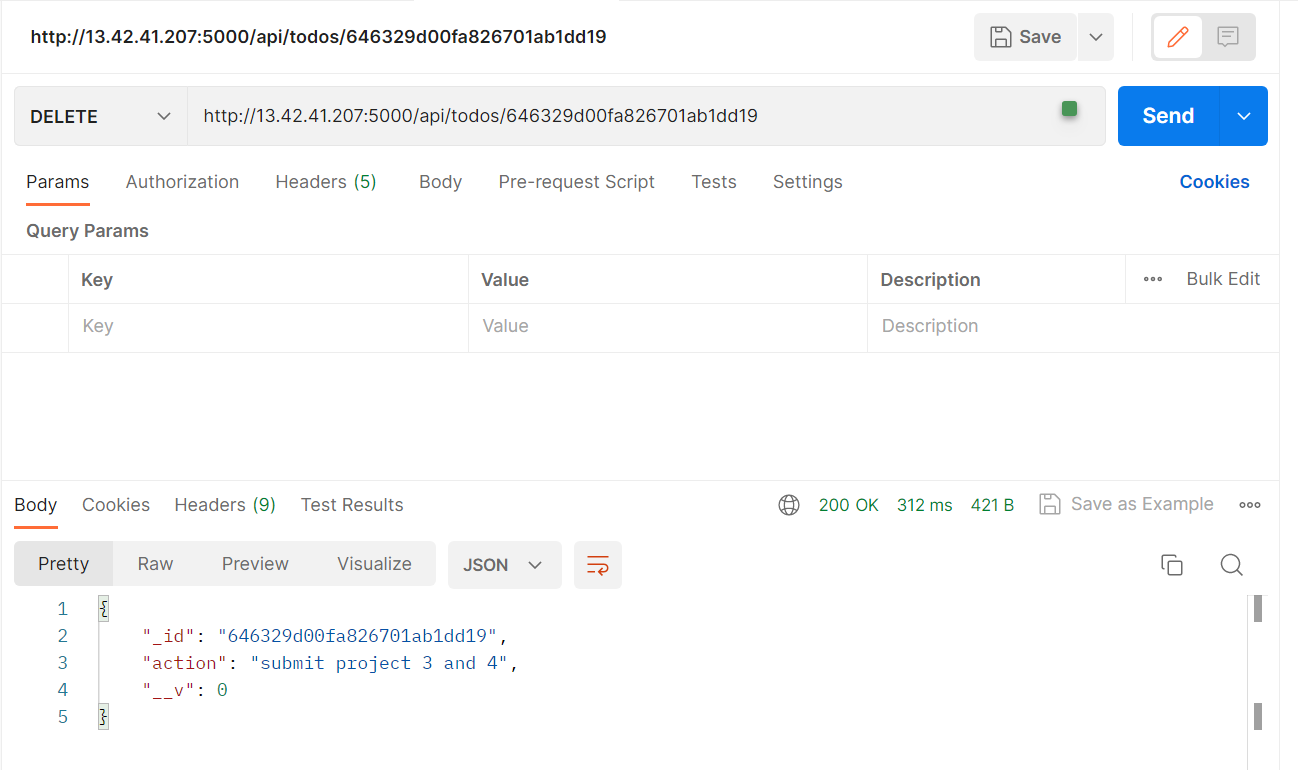 http://13.42.41.207:5000/api/todos/646329d00fa826701ab1dd19 Save
DELETE http://13.42.41.207:5000/api/todos/646329d00fa826701ab1dd19 Send
Params Authorization Headers (5) Body Pre-request Script Tests Settings Cookies
Query Params
Key Value Description Bulk Edit
Key Value Description
Body Cookies Headers (9) Test Results 200 OK 312 ms 421 B Save as Example
Pretty Raw Preview Visualize JSON
1 {
2 "_id": "646329d00fa826701ab1dd19",
3 "action": "submit project 3 and 4",
4 "__v": 0
5 }